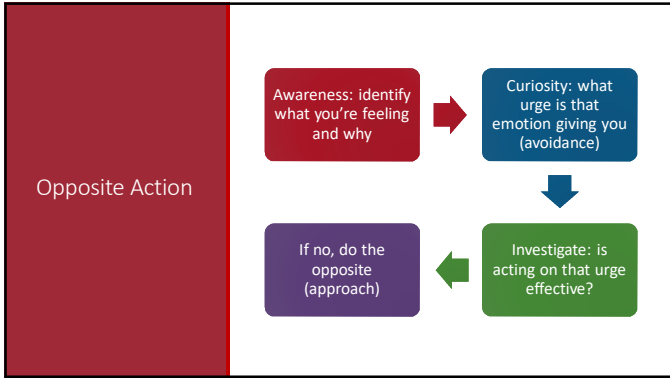 Opposite Action
Awareness: identify
what you’re feeling
and why
Curiosity: what
urge is that
emotion giving you
(avoidance)
Investigate: is
acting on that urge
effective?
If no, do the
opposite
(approach)